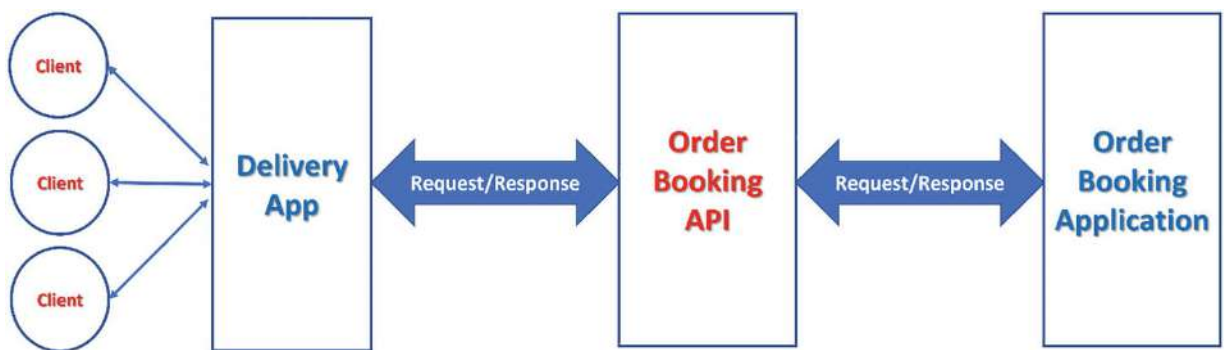 Client
Client
Client
Delivery
App
Request/Response
Order
Booking
API
Request/Response
Order
Booking
Application